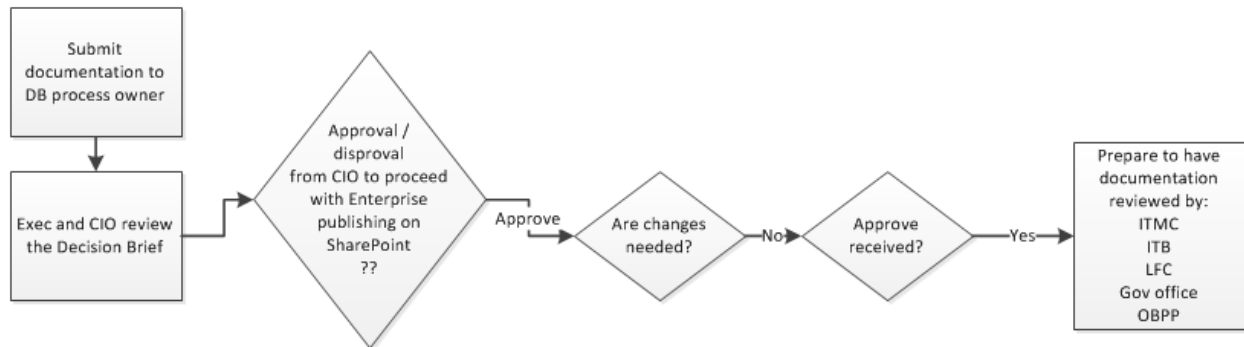 Submit
documentation to
DB process owner
Exec and CIO review
the Decision Brief
Approval /
disproval
from CIO to proceed
with Enterprise
publishing on
SharePoint
??
Approve
Are changes
needed?
No
Approve
received?
Yes
Prepare to have
documentation
reviewed by:
ITMC
ITB
LFC
Gov office
OBPP